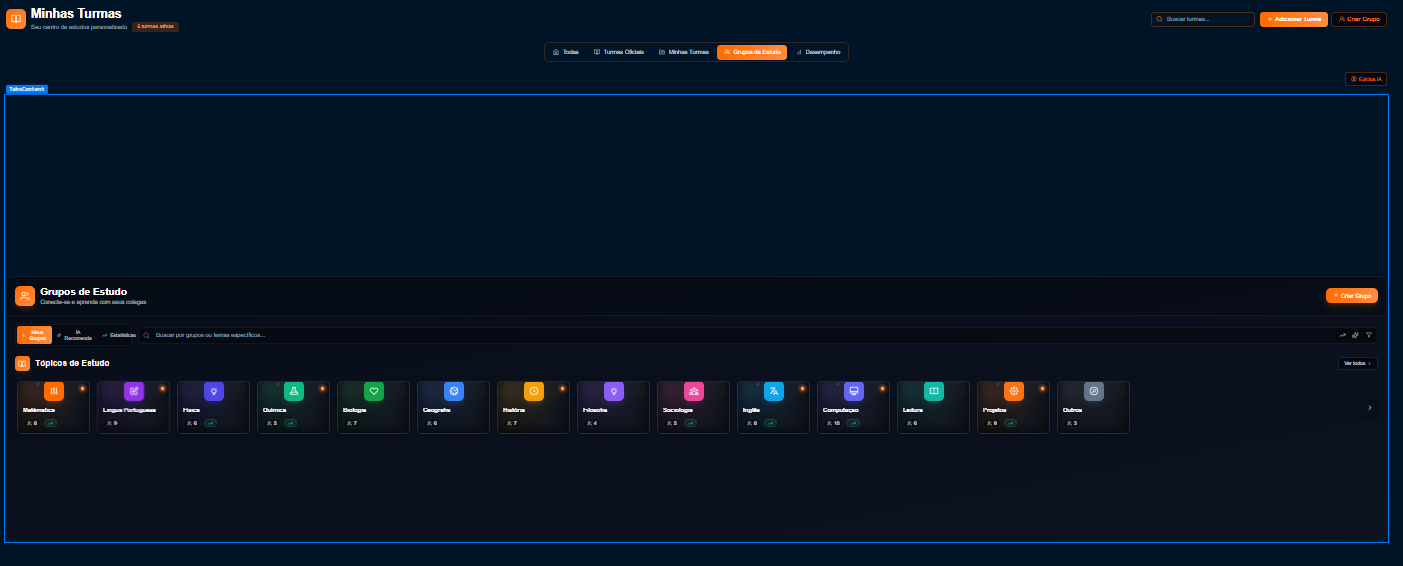 Minhas Turmas
Seu centro de estudos personalizado
6 turmas ativas
Buscar turmas...
Adicionar Turma
Criar Grupo
Todas
Turmas Oficiais
Minhas Turmas
Grupos de Estudo
Desempenho
Epictus IA
TabsContent
Grupos de Estudo
Conecte-se e aprenda com seus colegas
Criar Grupo
Meus
Grupos
IA
Recomenda
Estatísticas
Buscar por grupos ou temas específicos...
Tópicos de Estudo
Ver todos
Matemática
8
Língua Portuguesa
9
Física
6
Química
5
Biologia
7
Geografia
6
História
7
Filosofia
4
Sociologia
5
Inglês
8
Computação
10
Leitura
6
Projetos
9
Outros
3